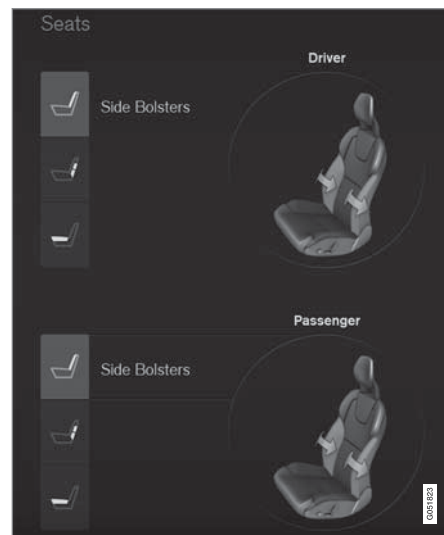 Seats
Driver
Side Bolsters
Passenger
Side Bolsters
G051823